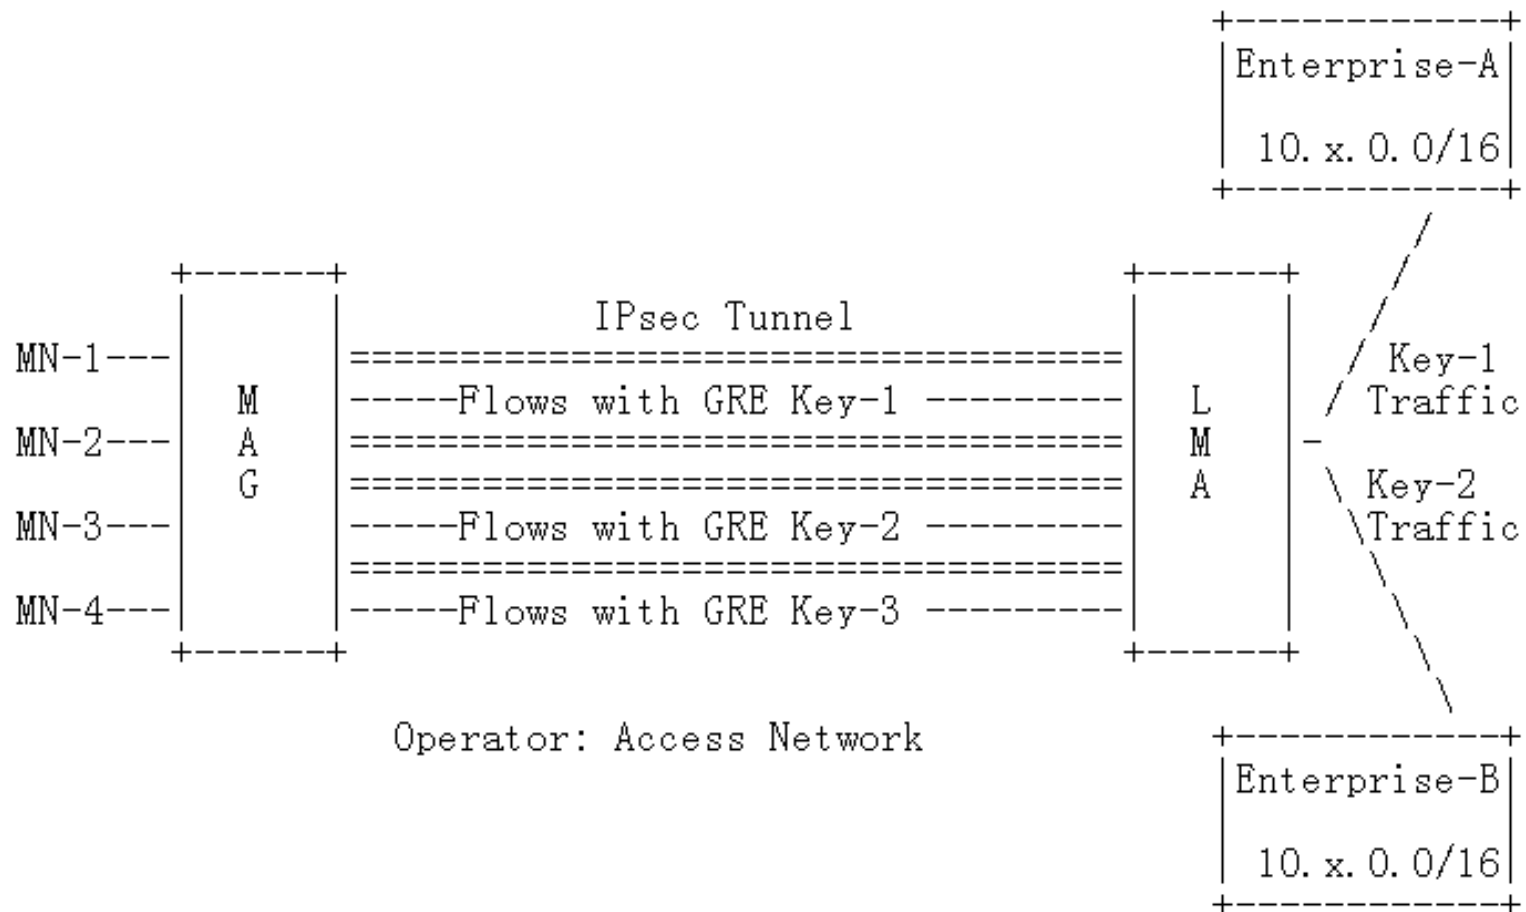 +------------+
|Enterprise-A|
| 10.x.0.0/16|
+------------+
+------+ +------+
IPsec Tunnel
MN-1---| |===================================| | Key-1
M -----Flows with GRE Key-1 --------- L Traffic
MN-2---| A |===================================| M -
G =================================== A Key-2
MN-3---| |-----Flows with GRE Key-2 ---------| | Traffic
===================================
MN-4---| |-----Flows with GRE Key-3 ---------| |
+------+ +------+
Operator: Access Network
+------------+
|Enterprise-B|
| 10.x.0.0/16|
+------------+